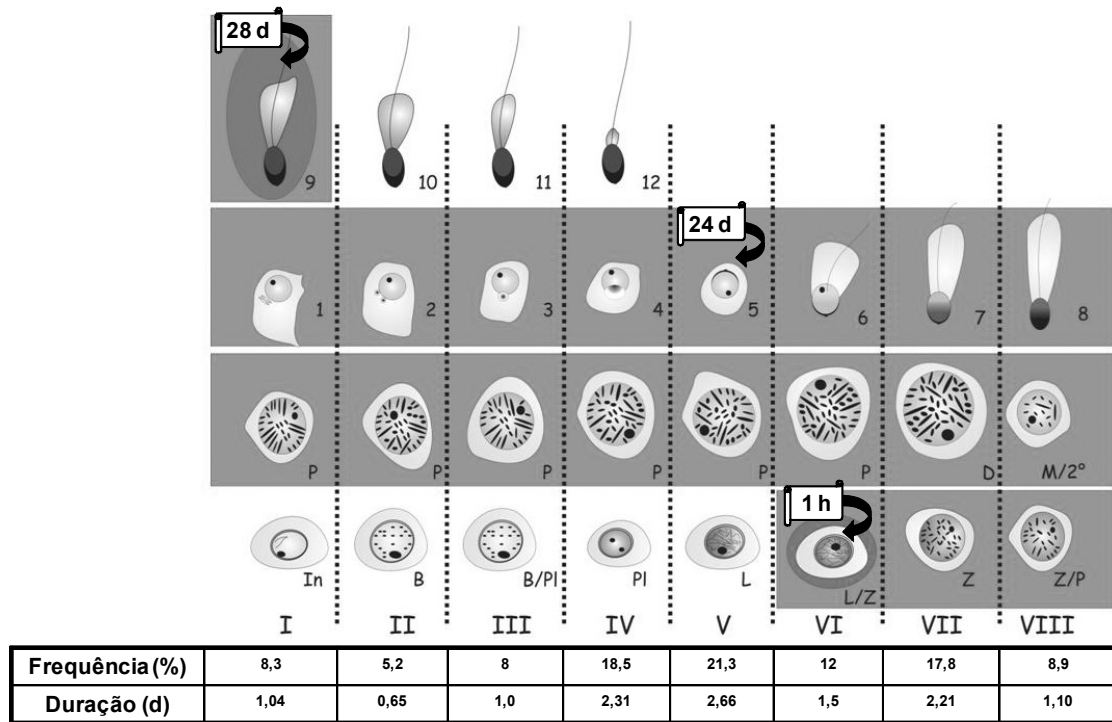 28 d
9 10 11 12
24 d
1 2 3 4 5 6 7 8
P P P P P P D M/2°
1 h
In B B/Pl Pl L L/Z Z Z/P
I II III IV V VI VII VIII
Frequência (%) 8,3 5,2 8 18,5 21,3 12 17,8 8,9
Duração (d) 1,04 0,65 1,0 2,31 2,66 1,5 2,21 1,10